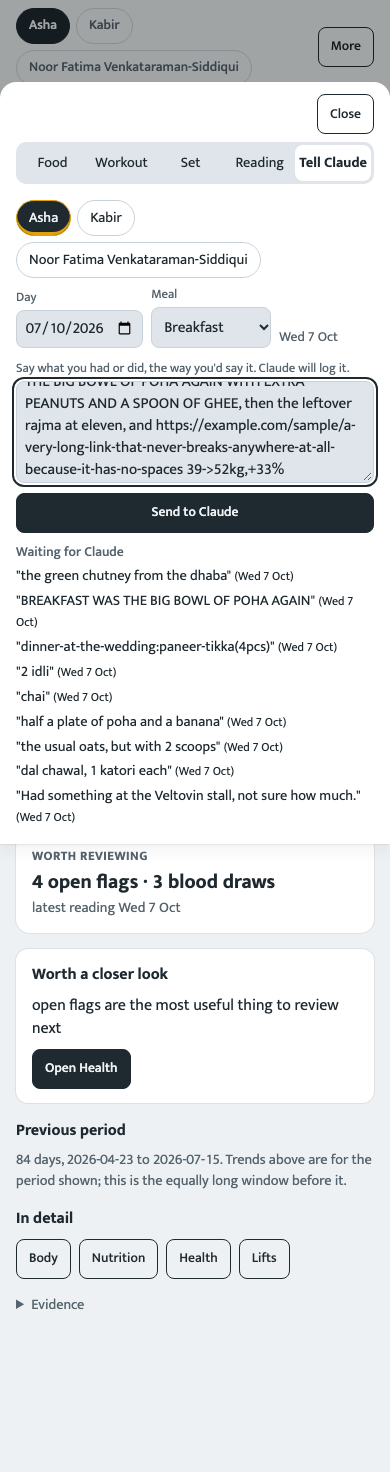 Asha
Kabir
Noor Fatima Venkataraman-Siddiqui
More
Close
Food
Workout
Set
Reading
Tell Claude
Asha
Kabir
Noor Fatima Venkataraman-Siddiqui
Day
Meal
07/10/2026
Breakfast
Wed 7 Oct
Say what you had or did, the way you'd say it. Claude will log it.
THE BIG BOWL OF POHA AGAIN WITH EXTRA
PEANUTS AND A SPOON OF GHEE, then the leftover
rajma at eleven, and https://example.com/sample/a-
very-long-link-that-never-breaks-anywhere-at-all-
because-it-has-no-spaces 39->52kg,+33%
Send to Claude
Waiting for Claude
"the green chutney from the dhaba" (Wed 7 Oct)
"BREAKFAST WAS THE BIG BOWL OF POHA AGAIN" (Wed 7
Oct)
"dinner-at-the-wedding:paneer-tikka(4pcs)" (Wed 7 Oct)
"2 idli" (Wed 7 Oct)
"chai" (Wed 7 Oct)
"half a plate of poha and a banana" (Wed 7 Oct)
"the usual oats, but with 2 scoops" (Wed 7 Oct)
"dal chawal, 1 katori each" (Wed 7 Oct)
"Had something at the Veltovin stall, not sure how much."
(Wed 7 Oct)
WORTH REVIEWING
4 open flags · 3 blood draws
latest reading Wed 7 Oct
Worth a closer look
open flags are the most useful thing to review
next
Open Health
Previous period
84 days, 2026-04-23 to 2026-07-15. Trends above are for the
period shown; this is the equally long window before it.
In detail
Body
Nutrition
Health
Lifts
Evidence